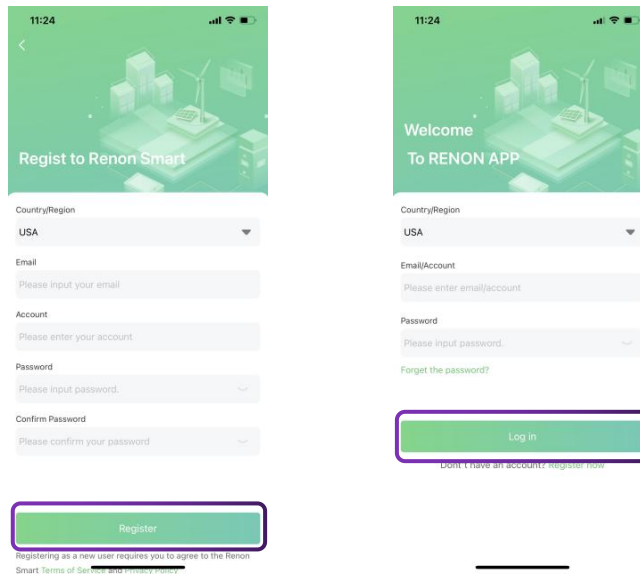 11:24
Regist to Renon Smart
Country/Region
USA
Email
Please input your email
Account
Please enter your account
Password
Please input password.
Confirm Password
Please confirm your password
Register
Registering as a new user requires you to agree to the Renon
Smart Terms of Service and Privacy Policy
11:24
Welcome
To RENON APP
Country/Region
USA
Email/Account
Please enter email/account
Password
Please input password.
Forget the password?
Log in
Dont't have an account? Register now